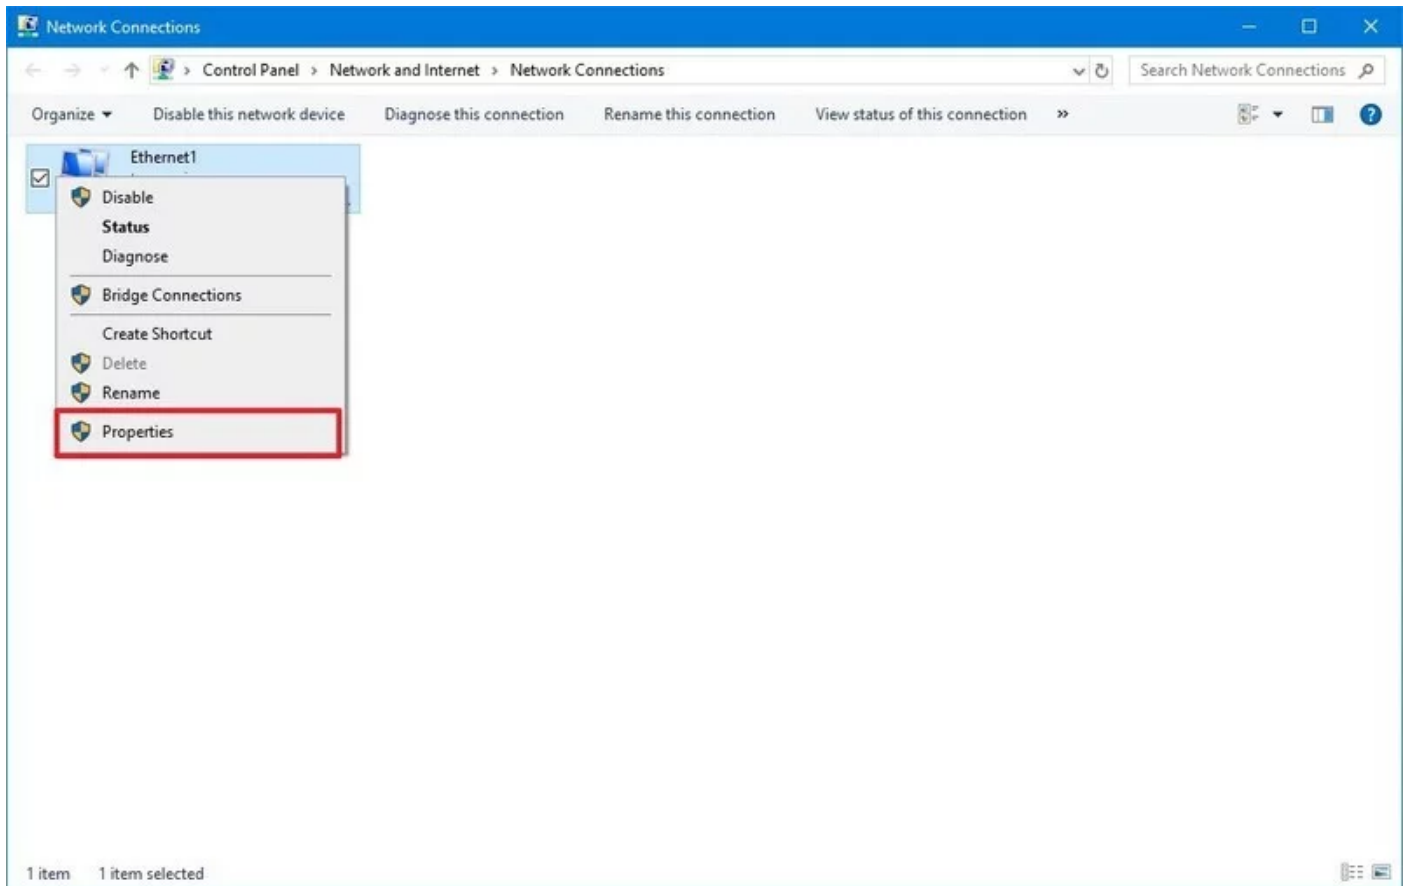 Network Connections
Control Panel > Network and Internet > Network Connections
Search Network Connections
Organize Disable this network device Diagnose this connection Rename this connection View status of this connection »
Ethernet1
Disable
Status
Diagnose
Bridge Connections
Create Shortcut
Delete
Rename
Properties
1 item 1 item selected